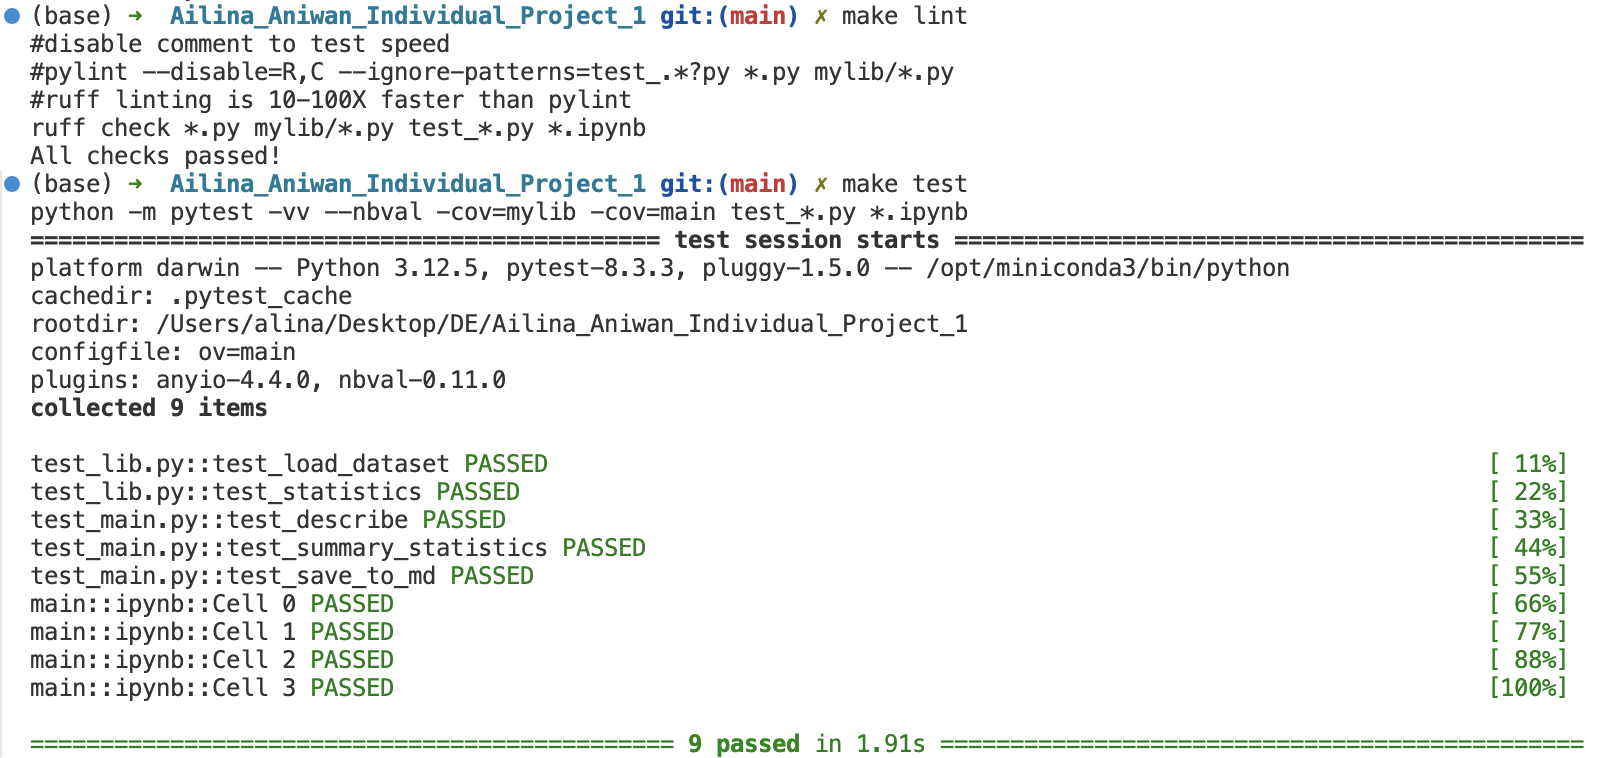 (base) ➜ Ailina_Aniwan_Individual_Project_1 git:(main) ✗ make lint
#disable comment to test speed
#pylint --disable=R,C --ignore-patterns=test_.*?py *.py mylib/*.py
#ruff linting is 10-100X faster than pylint
ruff check *.py mylib/*.py test_*.py *.ipynb
All checks passed!
(base) ➜ Ailina_Aniwan_Individual_Project_1 git:(main) ✗ make test
python -m pytest -vv --nbval -cov=mylib -cov=main test_*.py *.ipynb
============================================= test session starts =============================================
platform darwin -- Python 3.12.5, pytest-8.3.3, pluggy-1.5.0 -- /opt/miniconda3/bin/python
cachedir: .pytest_cache
rootdir: /Users/alina/Desktop/DE/Ailina_Aniwan_Individual_Project_1
configfile: ov=main
plugins: anyio-4.4.0, nbval-0.11.0
collected 9 items
test_lib.py::test_load_dataset PASSED [ 11%]
test_lib.py::test_statistics PASSED [ 22%]
test_main.py::test_describe PASSED [ 33%]
test_main.py::test_summary_statistics PASSED [ 44%]
test_main.py::test_save_to_md PASSED [ 55%]
main::ipynb::Cell 0 PASSED [ 66%]
main::ipynb::Cell 1 PASSED [ 77%]
main::ipynb::Cell 2 PASSED [ 88%]
main::ipynb::Cell 3 PASSED [100%]
============================================== 9 passed in 1.91s ==============================================